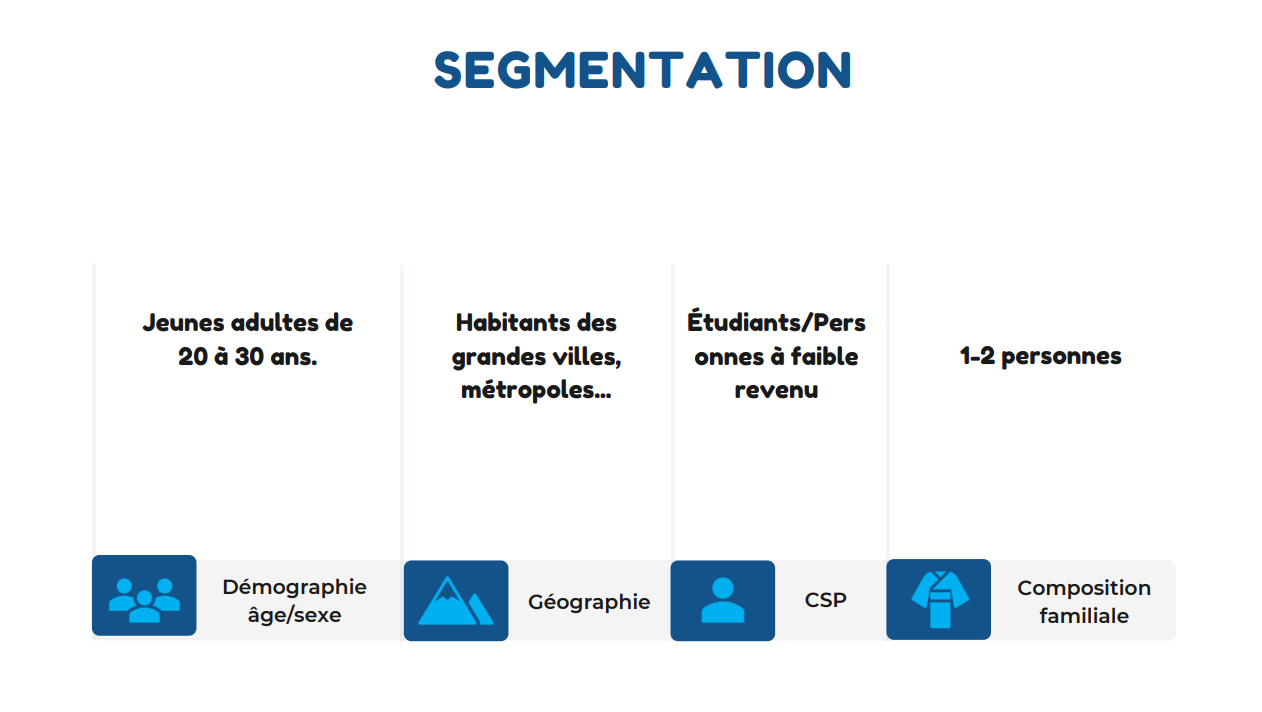 SEGMENTATION
Jeunes adultes de
20 à 30 ans.
Habitants des
grandes villes,
métropoles...
Étudiants/Pers
onnes à faible
revenu
1-2 personnes
Démographie
âge/sexe
Géographie
CSP
Composition
familiale